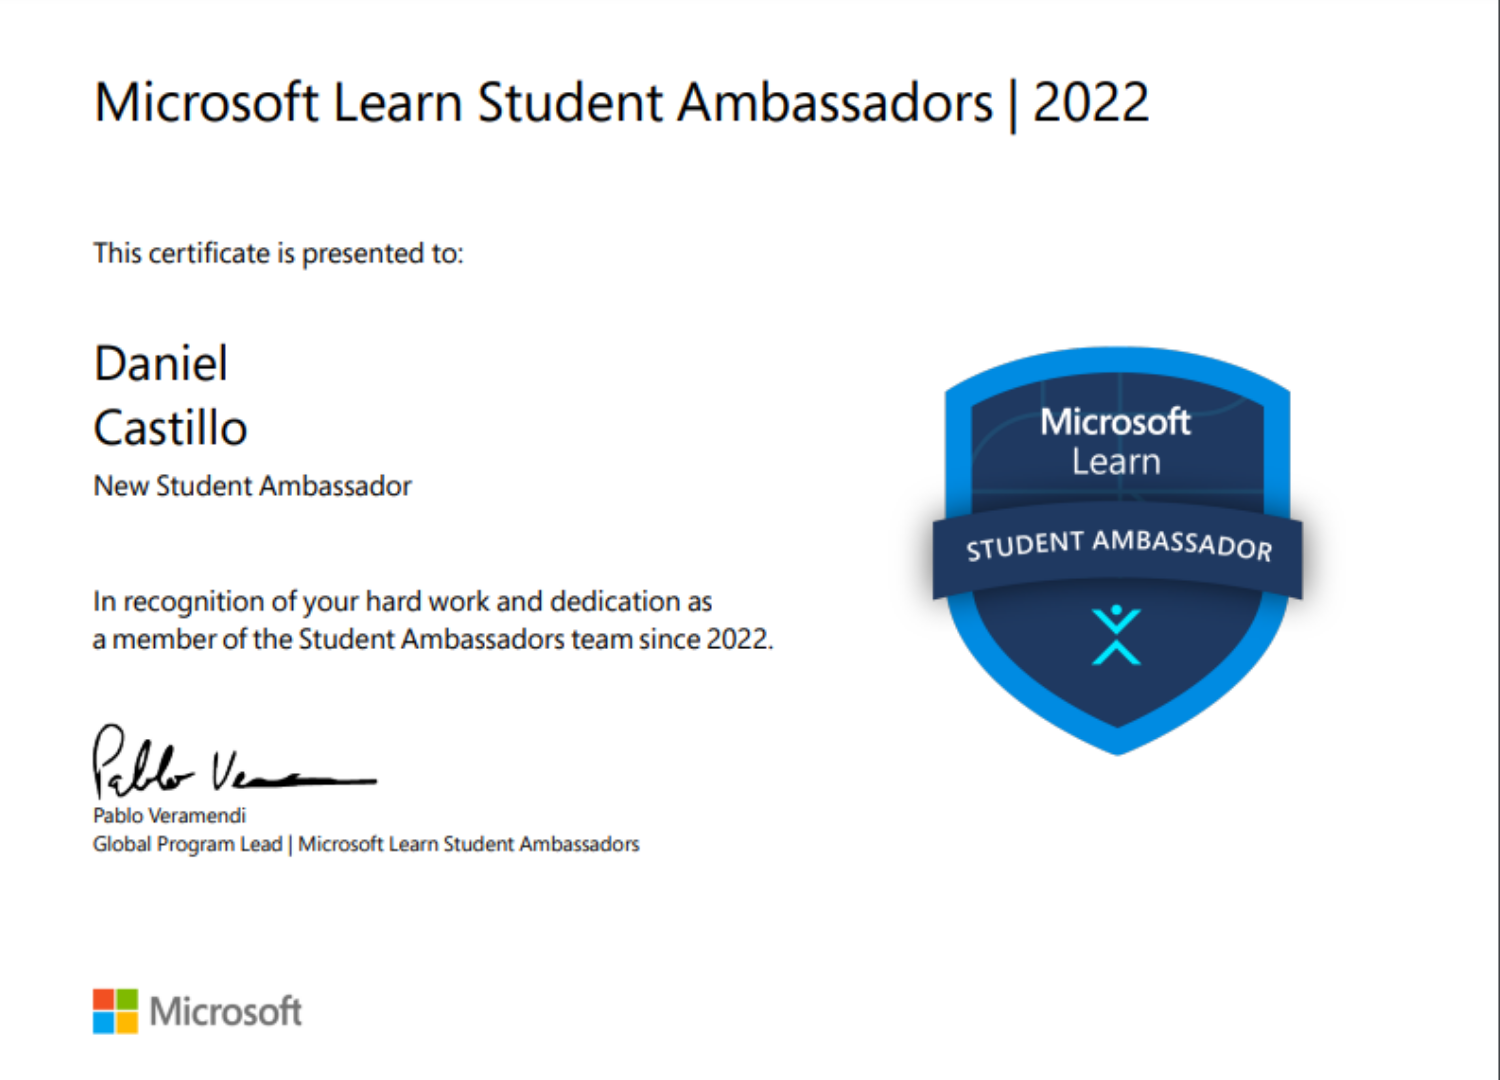 Microsoft Learn Student Ambassadors | 2022
This certificate is presented to:
Daniel
Castillo
New Student Ambassador
In recognition of your hard work and dedication as
a member of the Student Ambassadors team since 2022.
Pablo Veramendi
Global Program Lead | Microsoft Learn Student Ambassadors
Microsoft
Learn
STUDENT AMBASSADOR
Microsoft